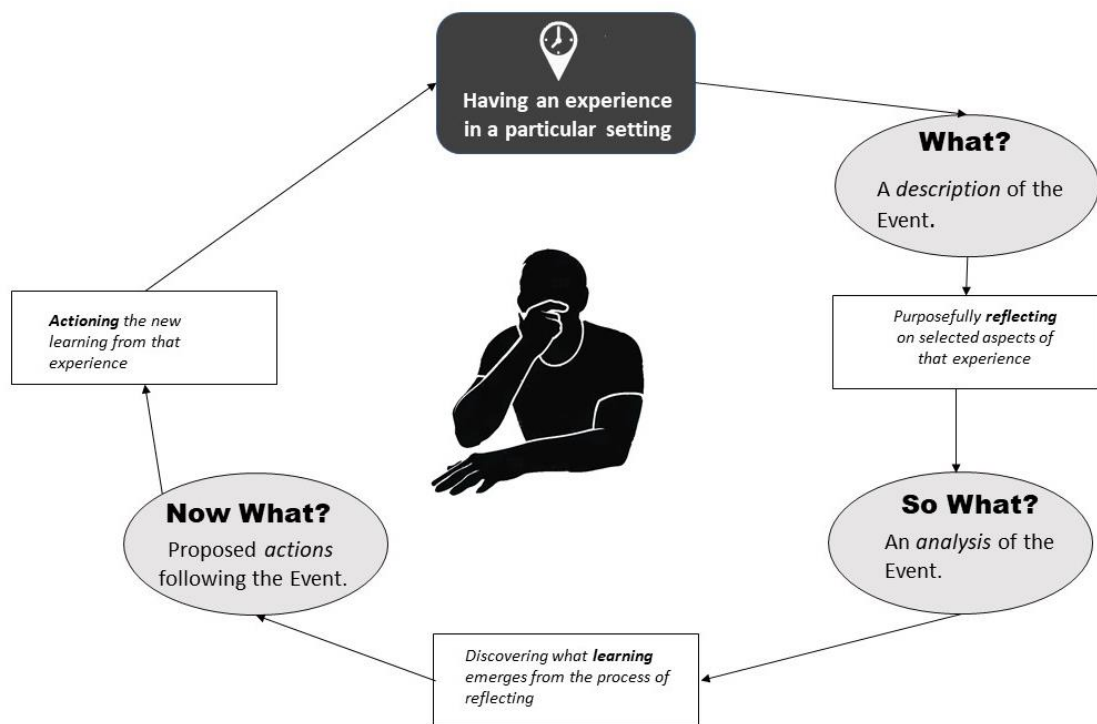 Having an experience
in a particular setting
What?
A description of the
Event.
Purposefully reflecting
on selected aspects of
that experience
So What?
An analysis of the
Event.
Discovering what learning
emerges from the process of
reflecting
Now What?
Proposed actions
following the Event.
Actioning the new
learning from that
experience